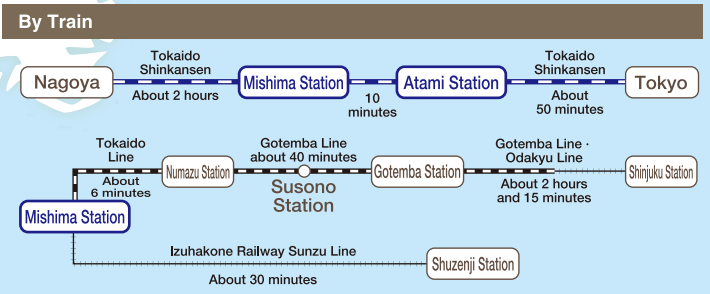 By Train
Tokaido
Shinkansen
Tokaido
Shinkansen
Nagoya
Mishima Station
Atami Station
Tokyo
About 2 hours
10
minutes
About
50 minutes
Tokaido
Line
Gotemba Line
about 40 minutes
Gotemba Line ·
Odakyu Line
Numazu Station
Gotemba Station
Shinjuku Station
About
6 minutes
Susono
Station
About 2 hours
and 15 minutes
Mishima Station
Izuhakone Railway Sunzu Line
Shuzenji Station
About 30 minutes